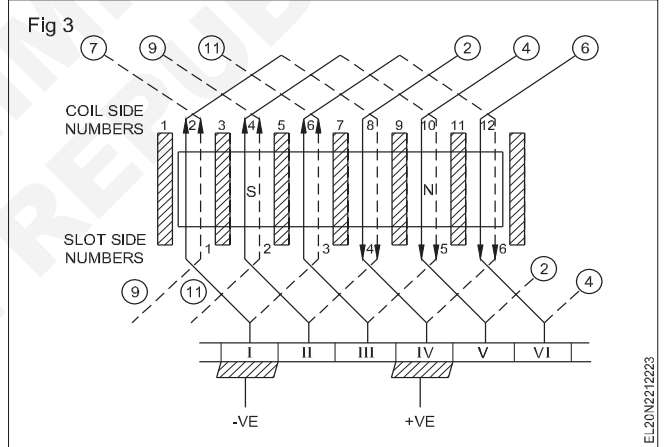 Fig 3
7 9 11 2 4 6
COIL SIDE
NUMBERS
1 2 3 4 5 6 7 8 9 10 11 12
S N
SLOT SIDE
NUMBERS
1 2 3 4 5 6
9 11 2 4
I II III IV V VI
-VE +VE
EL20N2212223